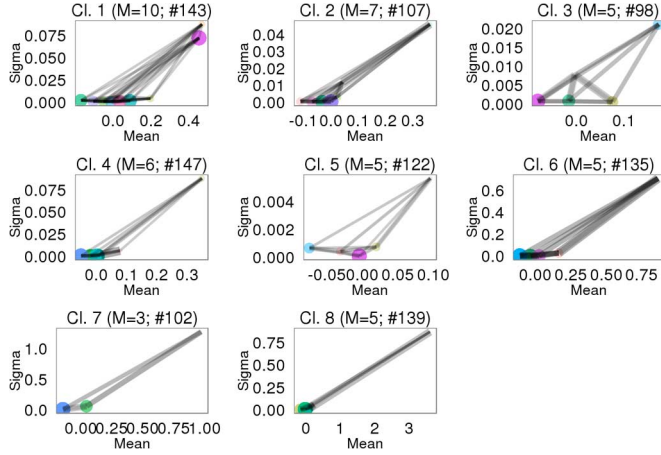 Cl. 1 (M=10; #143)
Sigma
0.075
0.050
0.025
0.000
0.0 0.2 0.4
Mean
Cl. 2 (M=7; #107)
Sigma
0.04
0.03
0.02
0.01
0.00
-0.1 0.0 0.1 0.2 0.3
Mean
Cl. 3 (M=5; #98)
Sigma
0.020
0.015
0.010
0.005
0.000
0.0 0.1
Mean
Cl. 4 (M=6; #147)
Sigma
0.075
0.050
0.025
0.000
0.0 0.1 0.2 0.3
Mean
Cl. 5 (M=5; #122)
Sigma
0.006
0.004
0.002
0.000
-0.05 0.00 0.05 0.10
Mean
Cl. 6 (M=5; #135)
Sigma
0.6
0.4
0.2
0.0
0.00 0.25 0.50 0.75
Mean
Cl. 7 (M=3; #102)
Sigma
1.0
0.5
0.0
0.00 0.25 0.50 0.75 1.00
Mean
Cl. 8 (M=5; #139)
Sigma
0.75
0.50
0.25
0.00
0 1 2 3
Mean